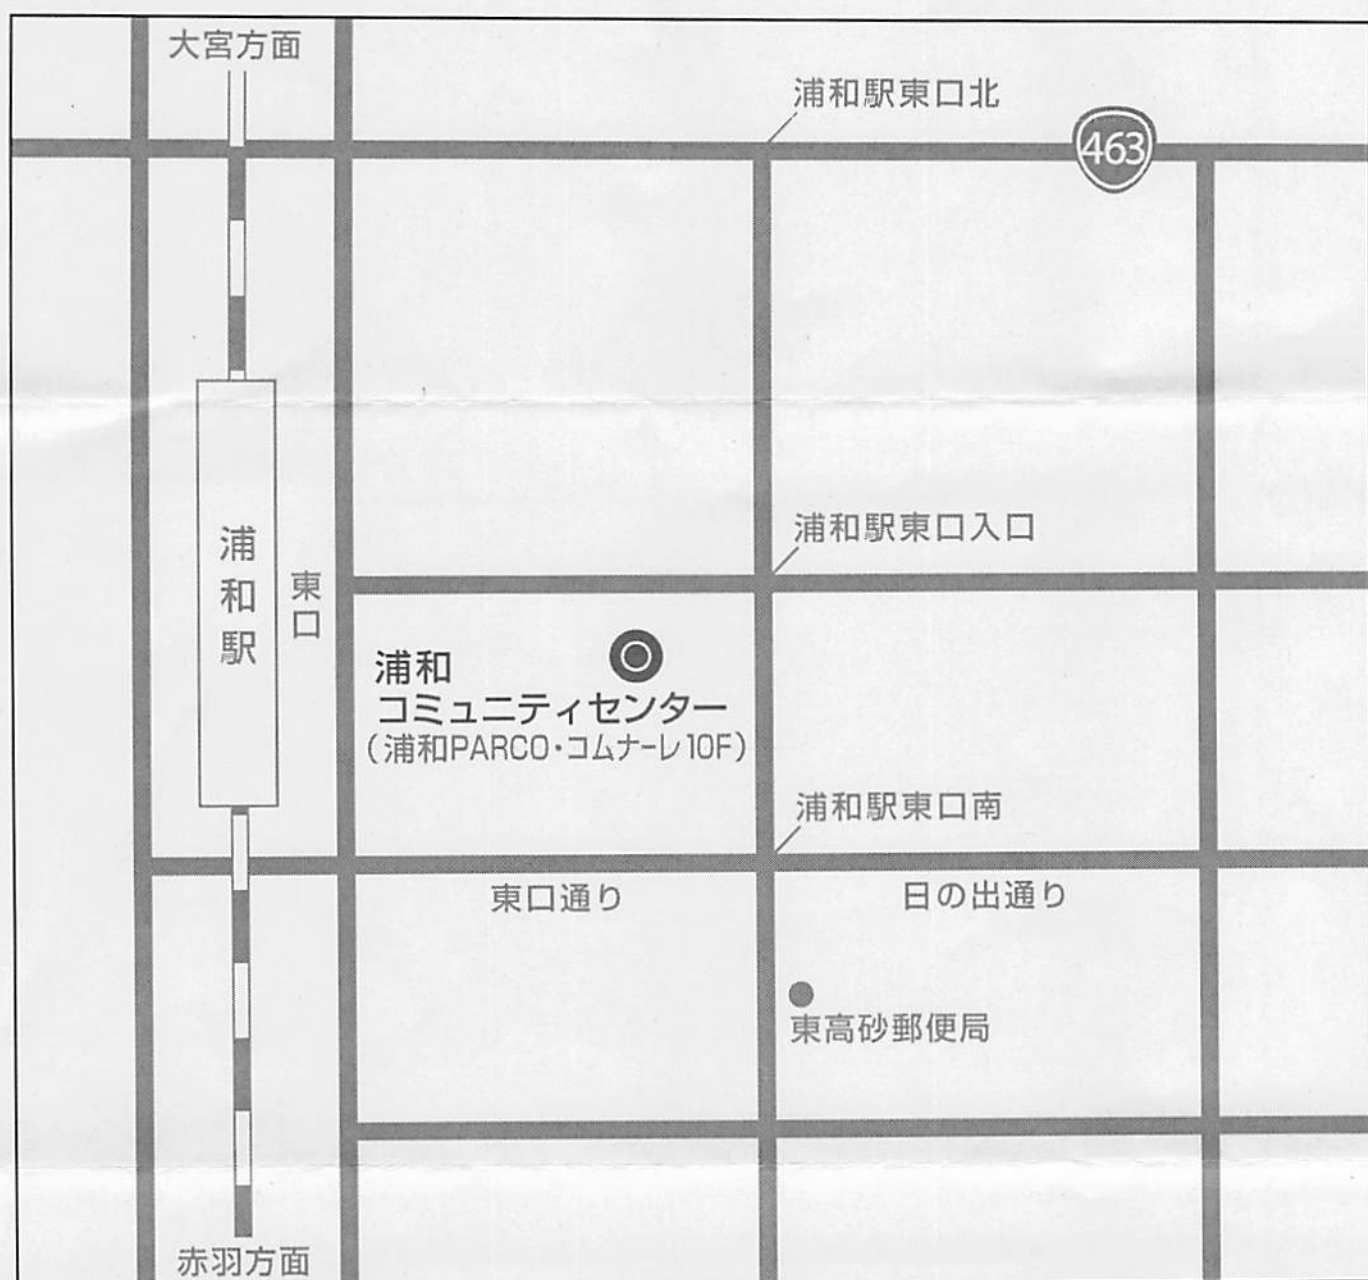 大宮方面
浦和駅東口北
463
浦和駅東口入口
浦和駅
東口
浦和
コミュニティセンター
(浦和PARCO・コムナーレ10F)
浦和駅東口南
東口通り
日の出通り
東高砂郵便局
赤羽方面